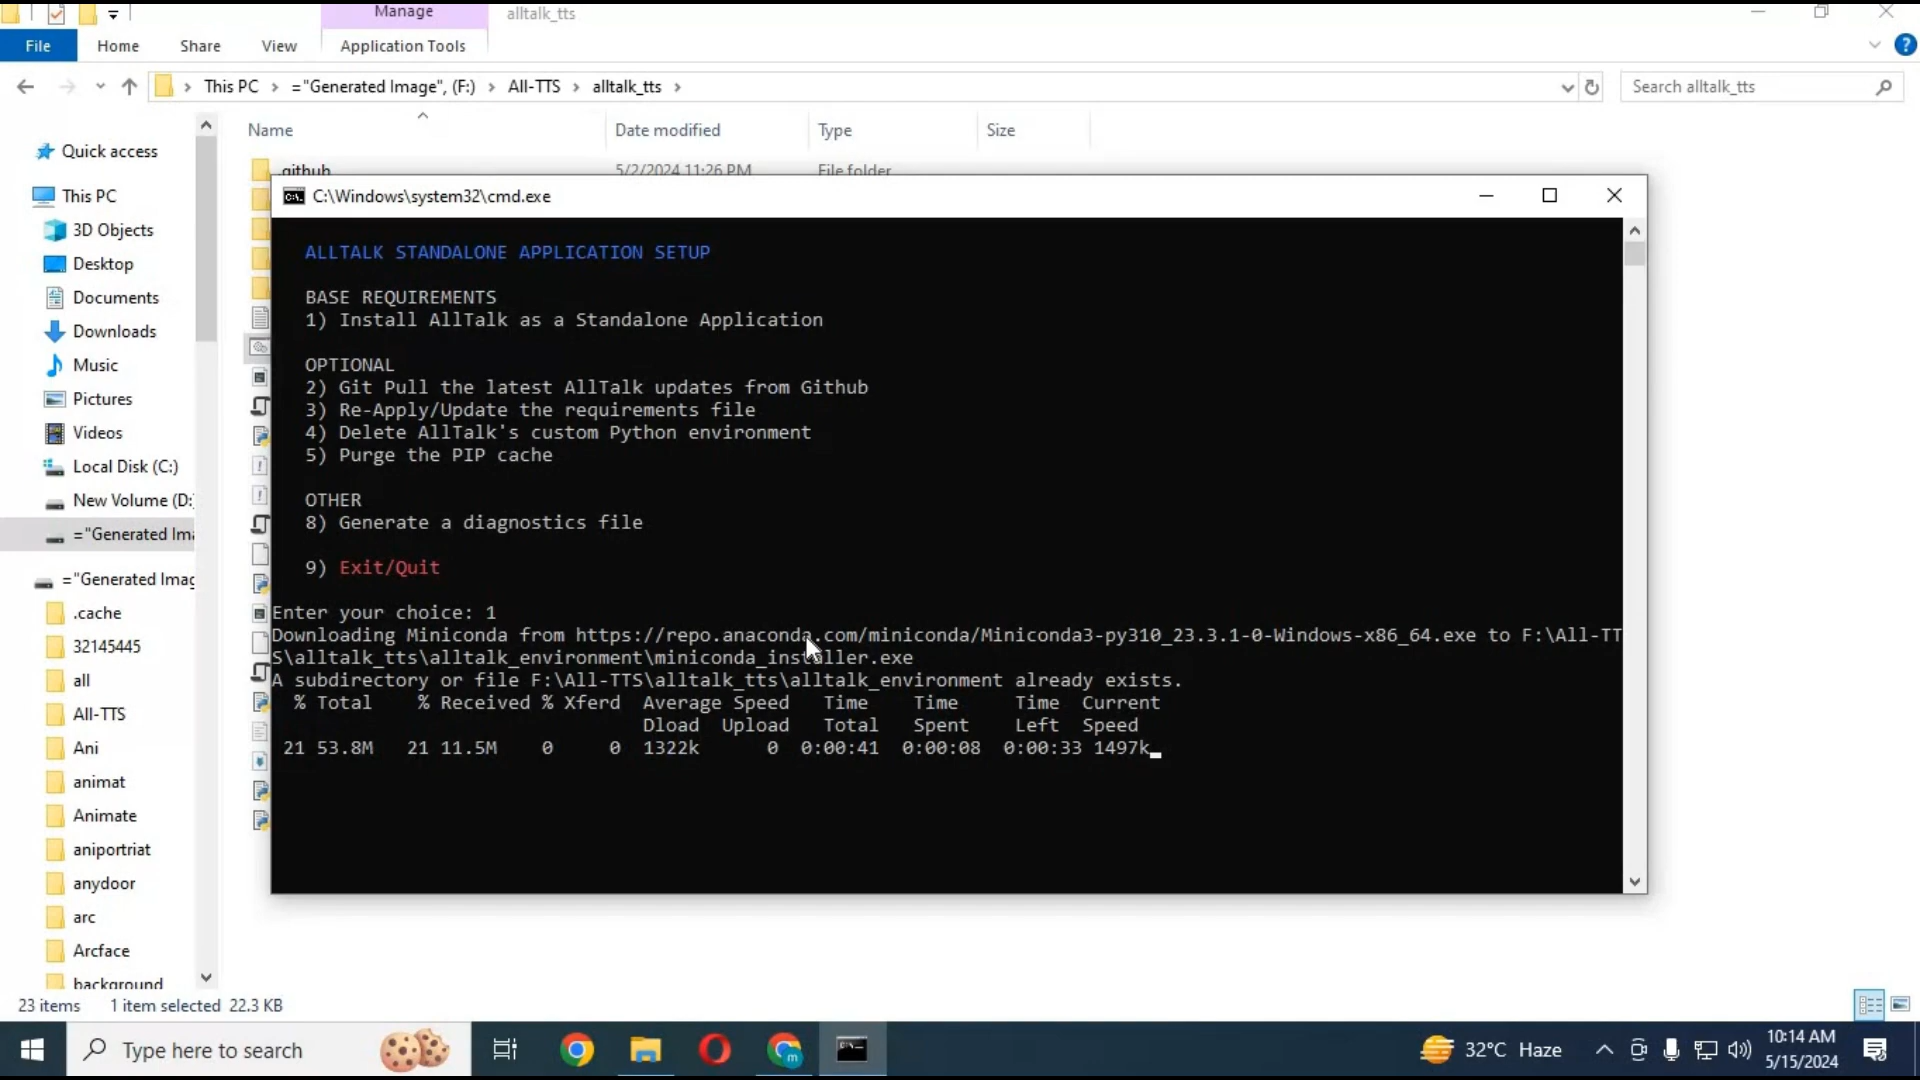 Manage
alltalk_tts
File
Home
Share
View
Application Tools
This PC > ="Generated Image", (F:) > All-TTS > alltalk_tts >
Search alltalk_tts
Name
Date modified
Type
Size
Quick access
This PC
3D Objects
Desktop
Documents
Downloads
Music
Pictures
Videos
Local Disk (C:)
New Volume (D:
="Generated Ima
="Generated Imag
.cache
32145445
all
All-TTS
Ani
animat
Animate
aniportriat
anydoor
arc
Arcface
background
.github 5/2/2024 11:26 PM File folder
C:\Windows\system32\cmd.exe
ALLTALK STANDALONE APPLICATION SETUP
BASE REQUIREMENTS
1) Install AllTalk as a Standalone Application
OPTIONAL
2) Git Pull the latest AllTalk updates from Github
3) Re-Apply/Update the requirements file
4) Delete AllTalk's custom Python environment
5) Purge the PIP cache
OTHER
8) Generate a diagnostics file
9) Exit/Quit
Enter your choice: 1
Downloading Miniconda from https://repo.anaconda.com/miniconda/Miniconda3-py310_23.3.1-0-Windows-x86_64.exe to F:\All-TT
S\alltalk_tts\alltalk_environment\miniconda_installer.exe
A subdirectory or file F:\All-TTS\alltalk_tts\alltalk_environment already exists.
% Total % Received % Xferd Average Speed Time Time Time Current
Dload Upload Total Spent Left Speed
21 53.8M 21 11.5M 0 0 1322k 0 0:00:41 0:00:08 0:00:33 1497k
23 items 1 item selected 22.3 KB
Type here to search
32°C Haze
10:14 AM
5/15/2024